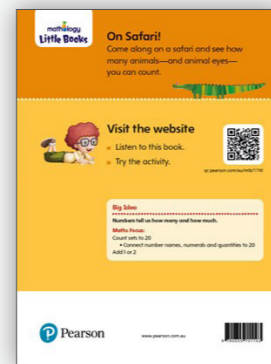 mathology
Little Books
On Safari!
Come along on a safari and see how
many animals—and animal eyes—
you can count.
Visit the website
Listen to this book.
Try the activity.
Big Idea
Numbers tell us how many and how much.
Maths Focus:
Count sets to 20
• Connect number names, numerals and quantities to 20
Add 1 or 2
Pearson
www.pearson.com.au